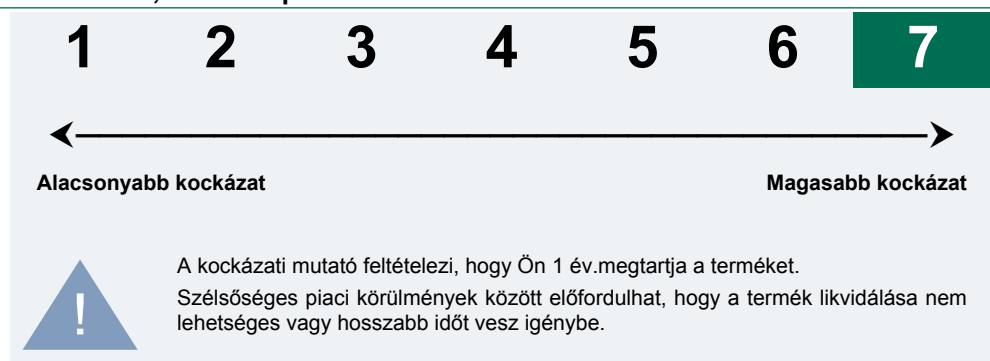 1 2 3 4 5 6 7
Alacsonyabb kockázat Magasabb kockázat
A kockázati mutató feltételezi, hogy Ön 1 év.megtartja a terméket.
! Szélsőséges piaci körülmények között előfordulhat, hogy a termék likvidálása nem
lehetséges vagy hosszabb időt vesz igénybe.